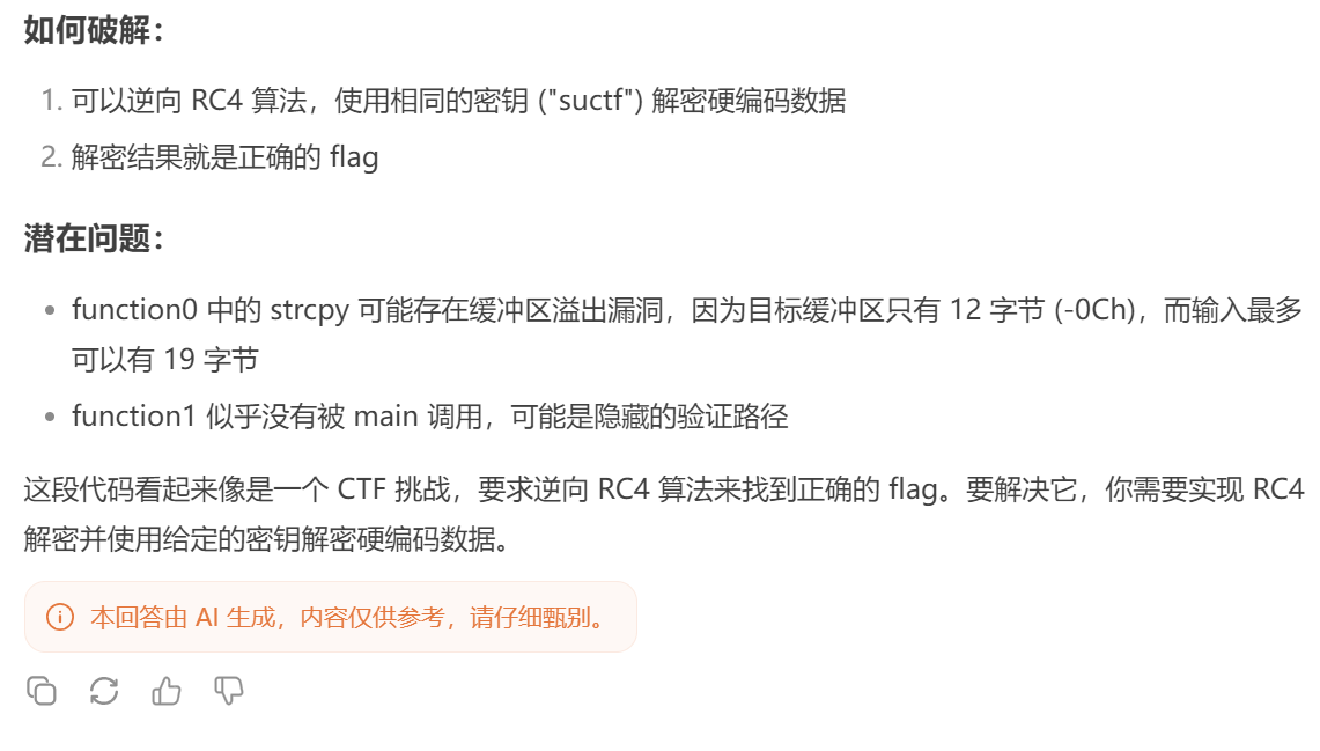 如何破解：
1. 可以逆向 RC4 算法，使用相同的密钥 ("suctf") 解密硬编码数据
2. 解密结果就是正确的 flag
潜在问题：
• function0 中的 strcpy 可能存在缓冲区溢出漏洞，因为目标缓冲区只有 12 字节 (-0Ch)，而输入最多
可以有 19 字节
• function1 似乎没有被 main 调用，可能是隐藏的验证路径
这段代码看起来像是一个 CTF 挑战，要求逆向 RC4 算法来找到正确的 flag。要解决它，你需要实现 RC4
解密并使用给定的密钥解密硬编码数据。
本回答由 AI 生成，内容仅供参考，请仔细甄别。